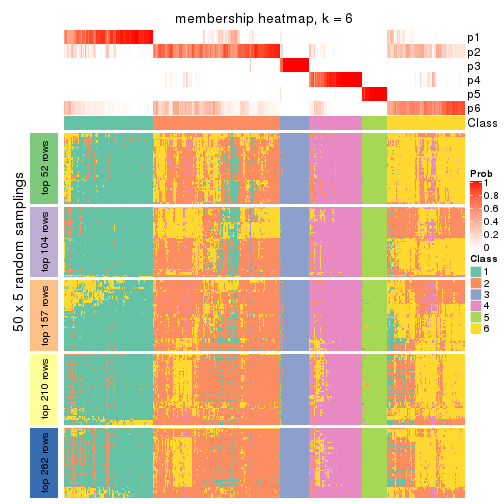 membership heatmap, k = 6
p1
p2
p3
p4
p5
p6
Class
50 x 5 random samplings
top 52 rows
top 104 rows
top 157 rows
top 210 rows
top 262 rows
Prob
1
0.8
0.6
0.4
0.2
0
Class
1
2
3
4
5
6